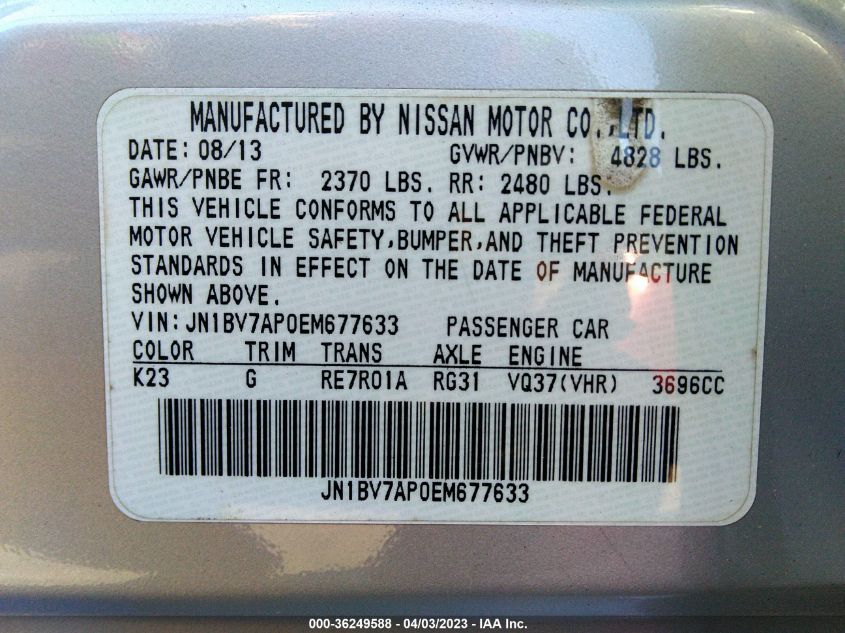 MANUFACTURED BY NISSAN MOTOR CO.,LTD.
DATE: 08/13 GVWR/PNBV: 4828 LBS.
GAWR/PNBE FR: 2370 LBS. RR: 2480 LBS.
THIS VEHICLE CONFORMS TO ALL APPLICABLE FEDERAL
MOTOR VEHICLE SAFETY,BUMPER,AND THEFT PREVENTION
STANDARDS IN EFFECT ON THE DATE OF MANUFACTURE
SHOWN ABOVE.
VIN: JN1BV7AP0EM677633 PASSENGER CAR
COLOR TRIM TRANS AXLE ENGINE
K23 G RE7R01A RG31 VQ37(VHR) 3696CC
JN1BV7AP0EM677633
000-36249588 - 04/03/2023 - IAA Inc.